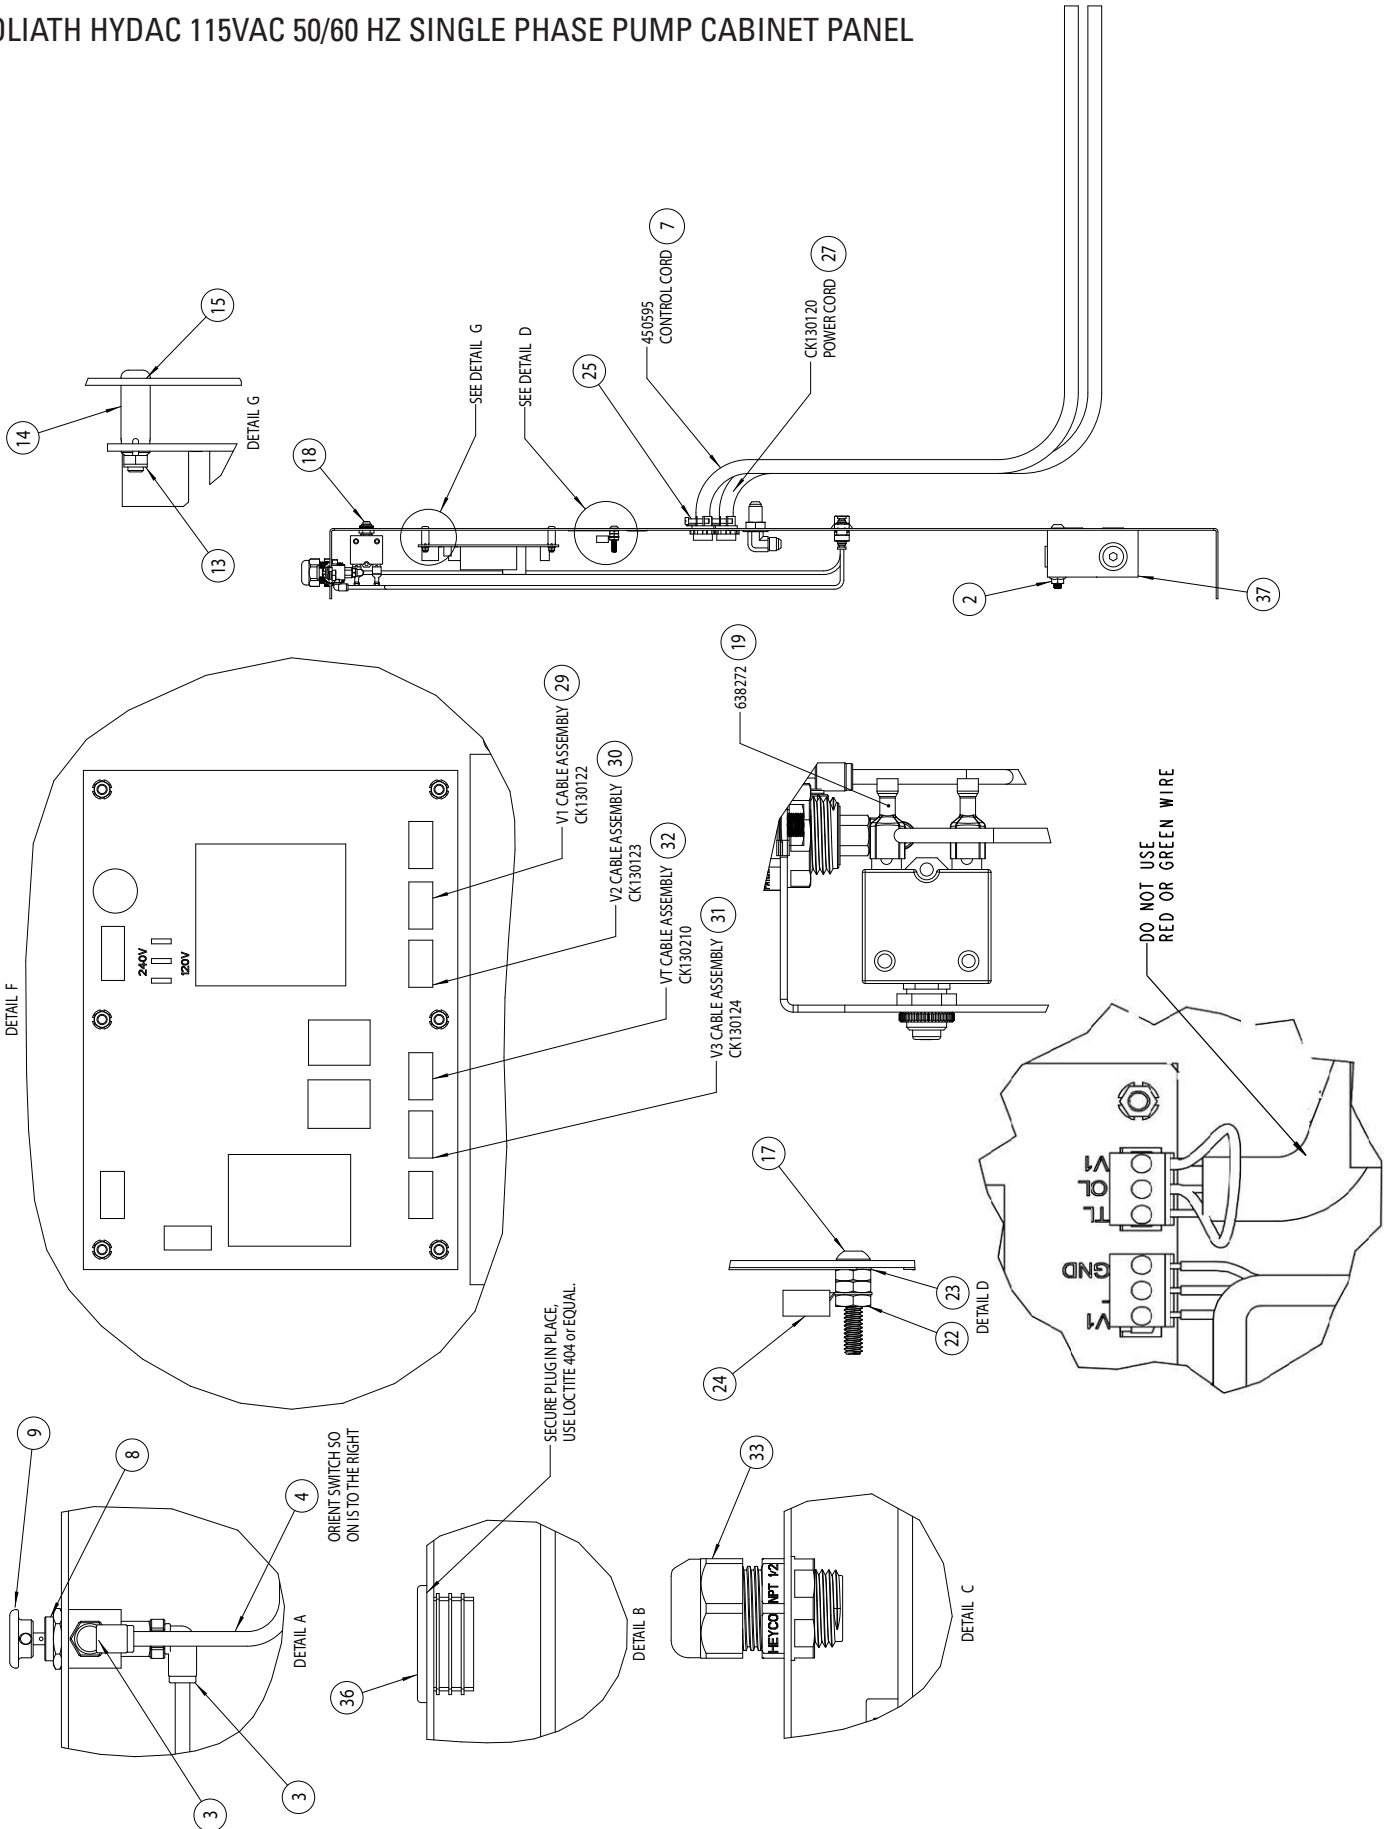 OLIATH HYDAC 115VAC 50/60 HZ SINGLE PHASE PUMP CABINET PANEL
14
15
13
DETAIL G
18
SEE DETAIL G
SEE DETAIL D
25
450595
CONTROL CORD
7
CK130120
POWER CORD
27
2
37
DETAIL F
240V
120V
V1 CABLE ASSEMBLY
CK130122
29
V2 CABLE ASSEMBLY
CK130123
30
VT CABLE ASSEMBLY
CK130210
32
V3 CABLE ASSEMBLY
CK130124
31
638272
19
DO NOT USE
RED OR GREEN WIRE
V1
OL
TL
GND
L
V1
17
23
22
24
DETAIL D
9
8
4
ORIENT SWITCH SO
ON IS TO THE RIGHT
DETAIL A
3
3
SECURE PLUG IN PLACE,
USE LOCTITE 404 or EQUAL.
36
DETAIL B
33
HEYCO NPT 1/2
DETAIL C